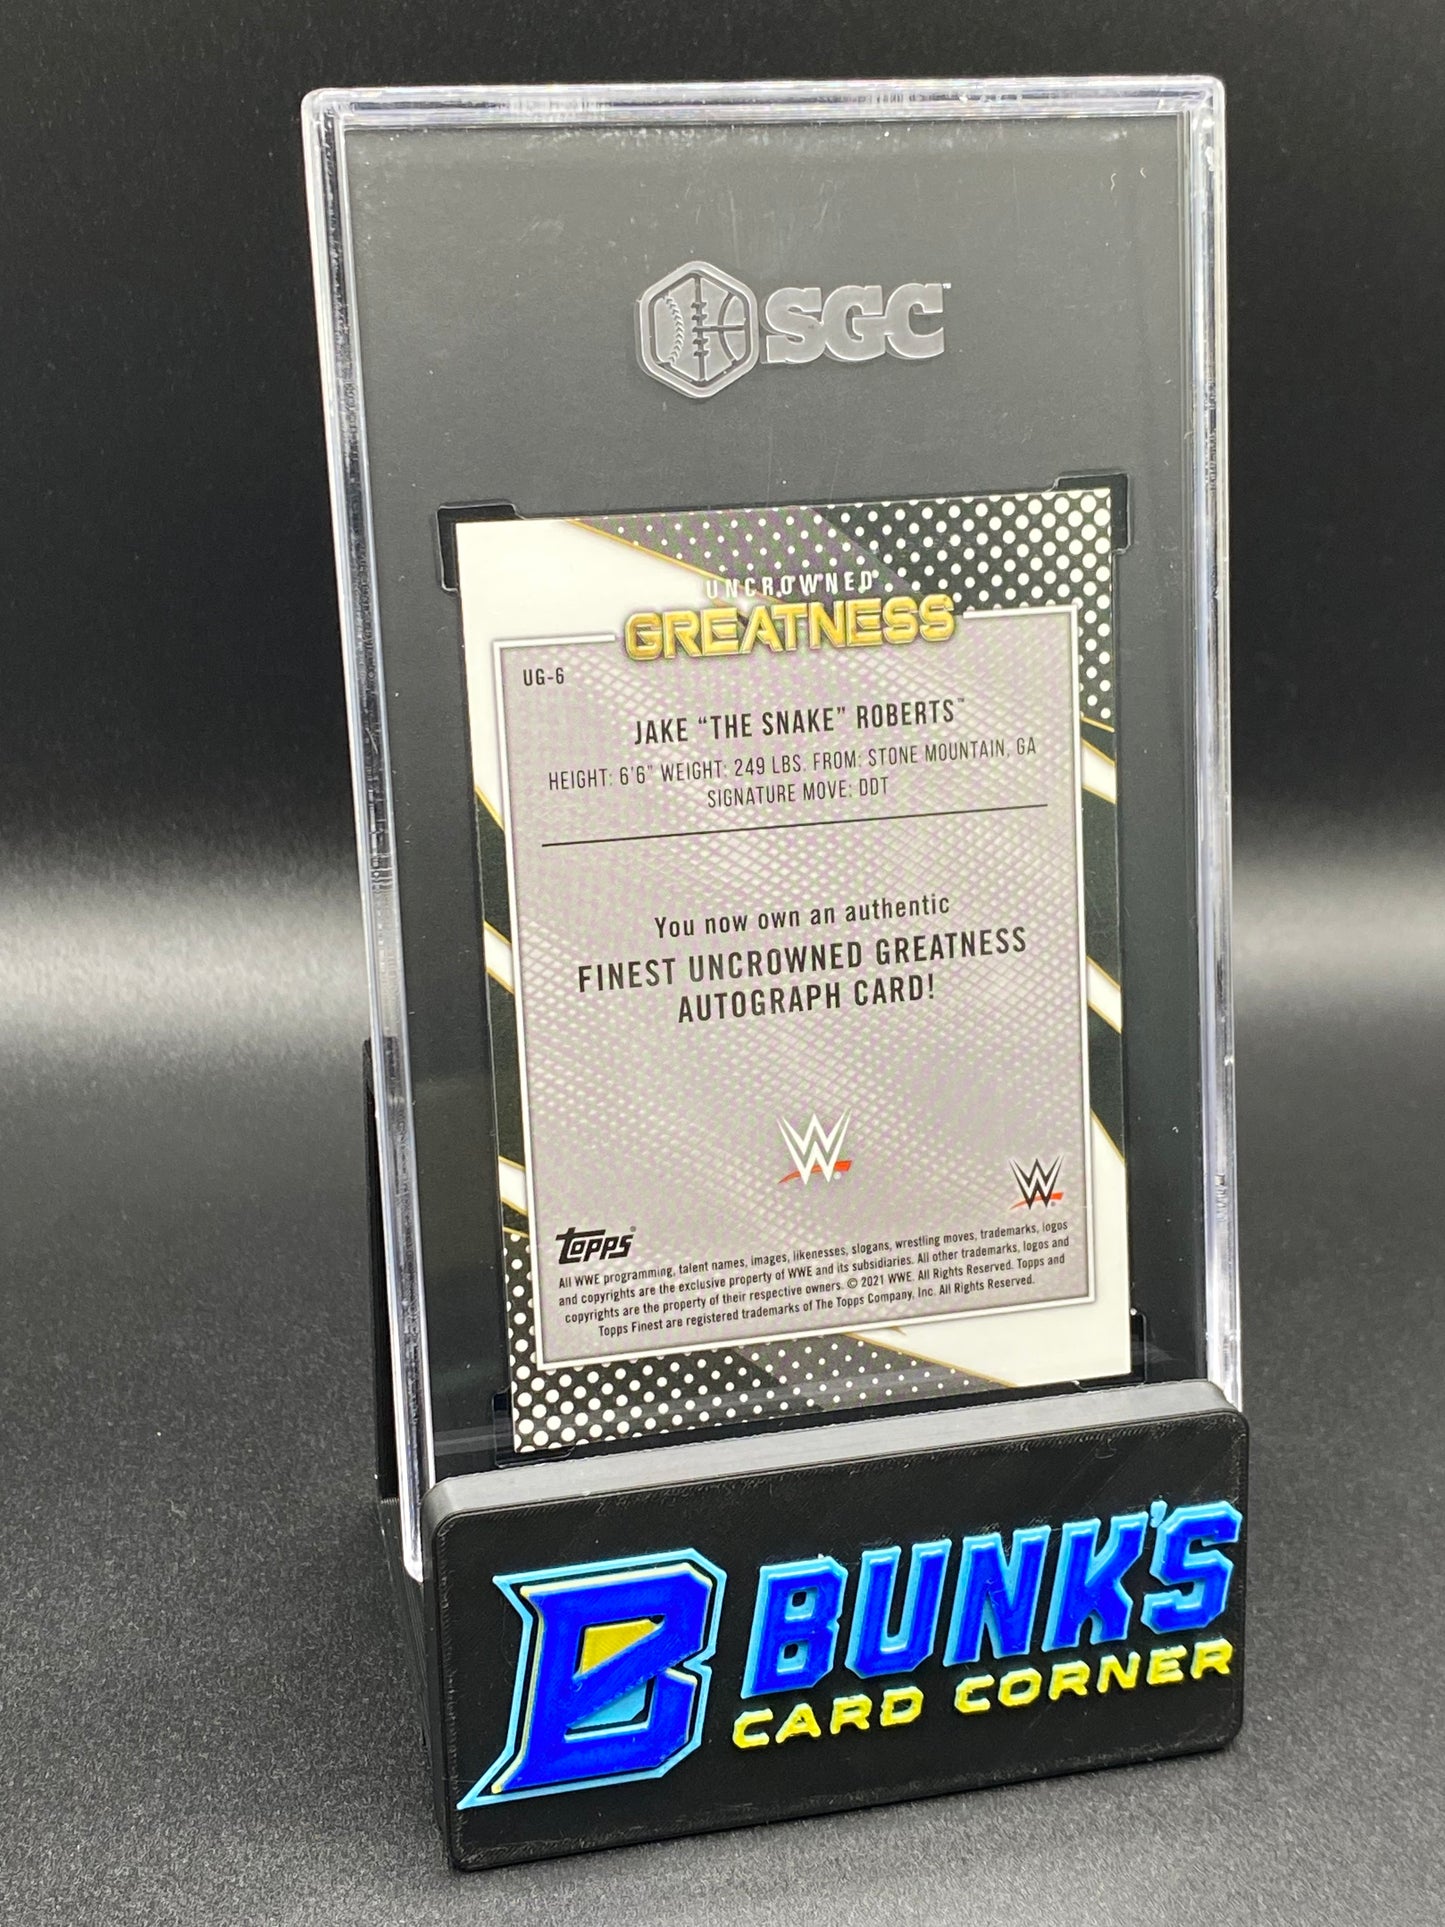 SGC
UNCROWNED
GREATNESS
UG-6
JAKE "THE SNAKE" ROBERTS™
HEIGHT: 6'6" WEIGHT: 249 LBS. FROM: STONE MOUNTAIN, GA
SIGNATURE MOVE: DDT
You now own an authentic
FINEST UNCROWNED GREATNESS
AUTOGRAPH CARD!
W
W
Topps®
All WWE programming, talent names, images, likenesses, slogans, wrestling moves, trademarks, logos
and copyrights are the exclusive property of WWE and its subsidiaries. All other trademarks, logos and
copyrights are the property of their respective owners. © 2021 WWE. All Rights Reserved. Topps and
Topps Finest are registered trademarks of The Topps Company, Inc. All Rights Reserved.
B BUNK'S
CARD CORNER